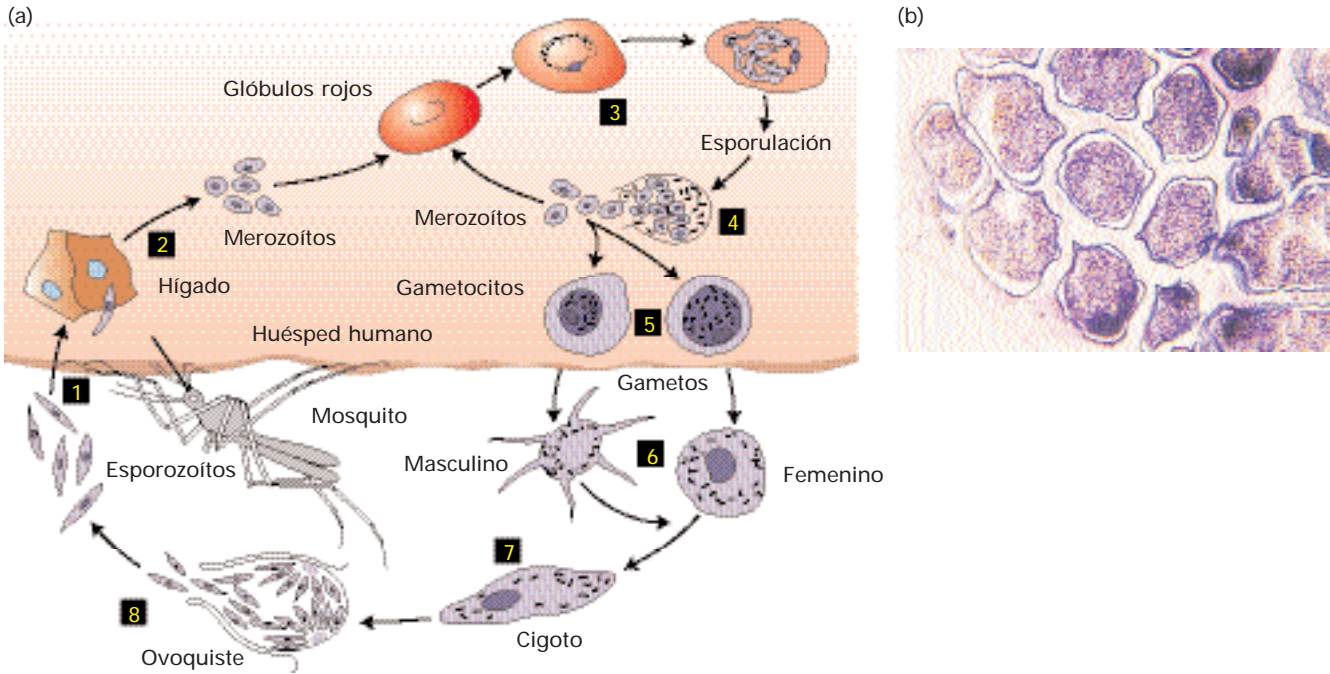 (a)
(b)
Glóbulos rojos
3
Esporulación
Merozoítos
4
2
Merozoítos
Hígado
Gametocitos
5
Huésped humano
1
Gametos
Mosquito
Masculino
6
Femenino
Esporozoítos
7
8
Cigoto
Ovoquiste